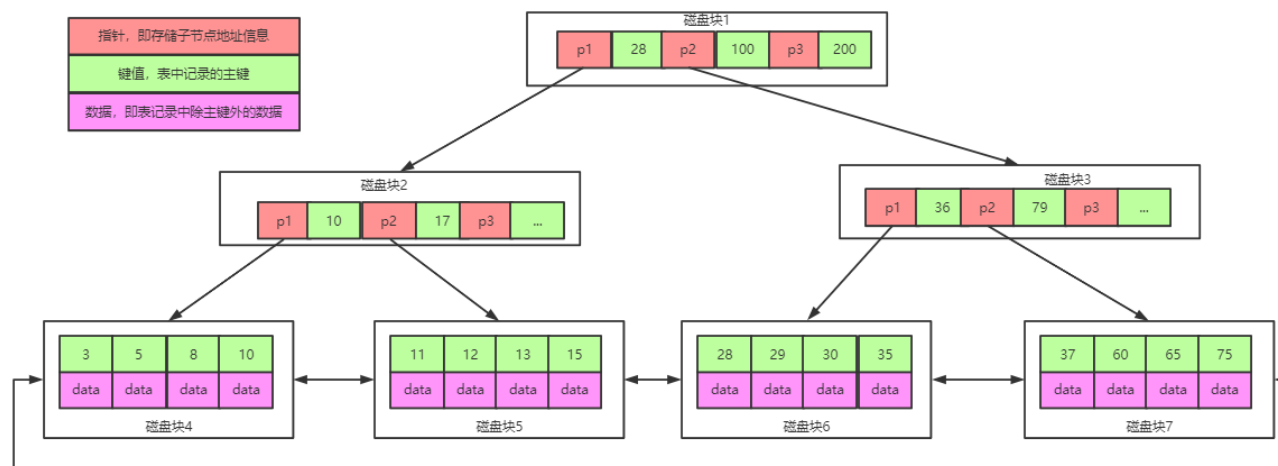 磁盘块1
指针，即存储子节点地址信息
p1 28 p2 100 p3 200
键值，表中记录的主键
数据，即表记录中除主键外的数据
磁盘块2
磁盘块3
p1 10 p2 17 p3 ...
p1 36 p2 79 p3 ...
3 5 8 10
data data data data
磁盘块4
11 12 13 15
data data data data
磁盘块5
28 29 30 35
data data data data
磁盘块6
37 60 65 75
data data data data
磁盘块7